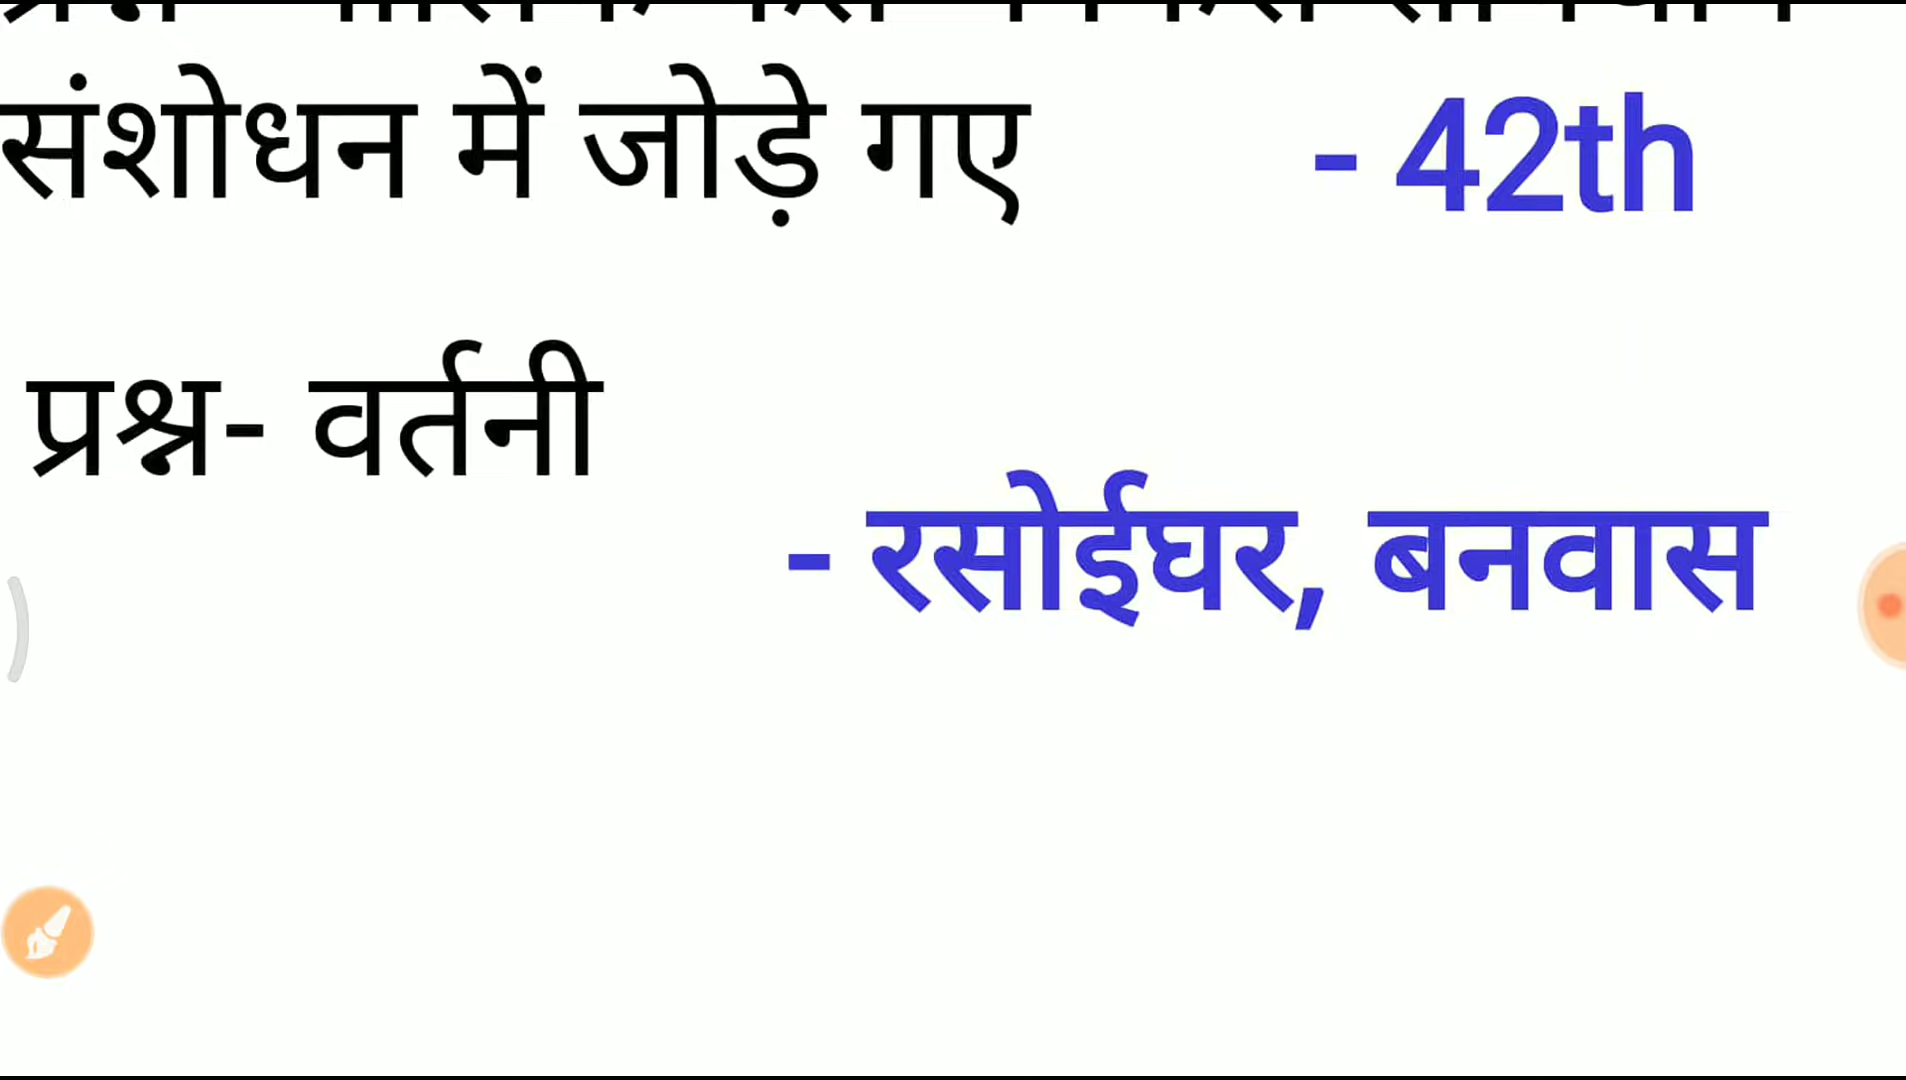 संशोधन में जोड़े गए - 42th
प्रश्न- वर्तनी
- रसोईघर, बनवास